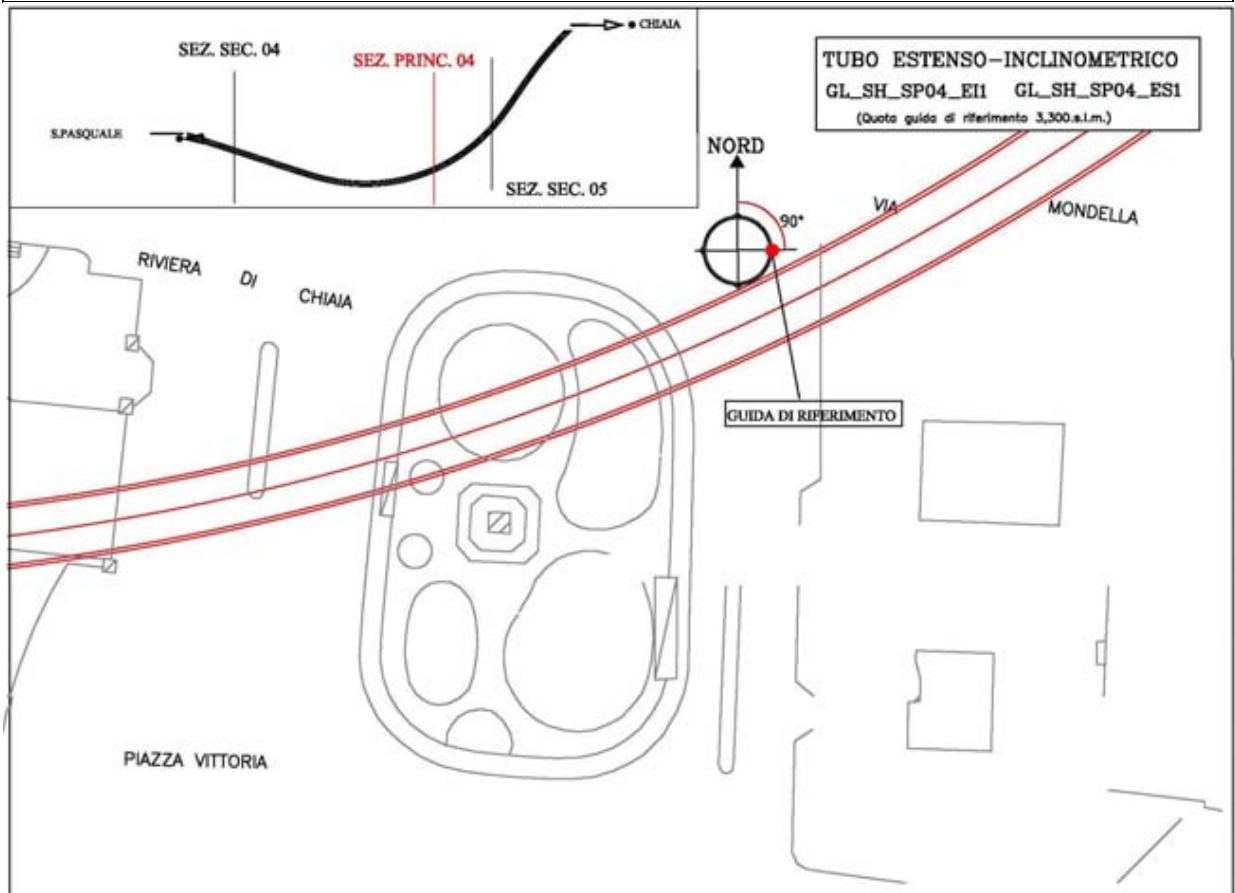 CHIAIA
SEZ. SEC. 04
SEZ. PRINC. 04
S.PASQUALE
SEZ. SEC. 05
TUBO ESTENSO-INCLINOMETRICO
GL_SH_SP04_EI1 GL_SH_SP04_ES1
(Quota guida di riferimento 3,300.s.l.m.)
NORD
90°
VIA MONDELLA
RIVIERA DI CHIAIA
GUIDA DI RIFERIMENTO
PIAZZA VITTORIA